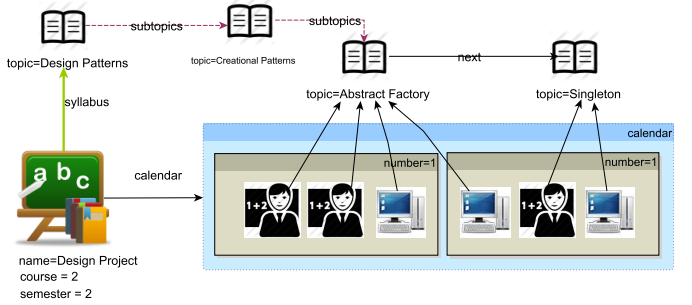 subtopics
subtopics
topic=Design Patterns
topic=Creational Patterns
next
topic=Abstract Factory
topic=Singleton
syllabus
calendar
number=1
number=1
a b c
calendar
1+2
1+2
1+2
name=Design Project
course = 2
semester = 2